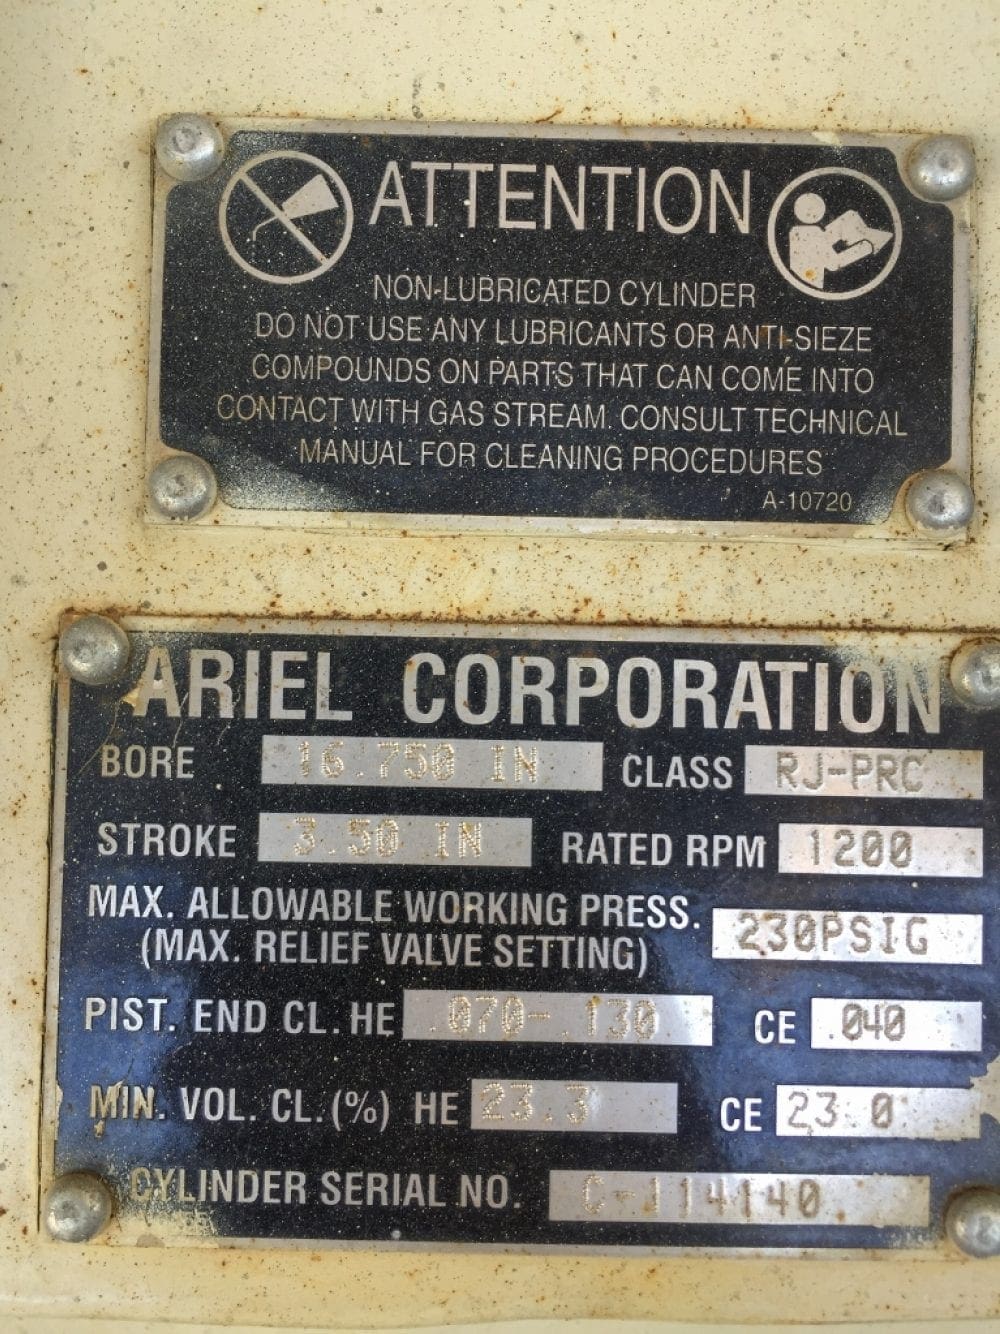 ATTENTION
NON-LUBRICATED CYLINDER
DO NOT USE ANY LUBRICANTS OR ANTI-SIEZE
COMPOUNDS ON PARTS THAT CAN COME INTO
CONTACT WITH GAS STREAM. CONSULT TECHNICAL
MANUAL FOR CLEANING PROCEDURES
A-10720
ARIEL CORPORATION
BORE 16.750 IN CLASS RJ-PRC
STROKE 3.50 IN RATED RPM 1200
MAX. ALLOWABLE WORKING PRESS. 230PSIG
(MAX. RELIEF VALVE SETTING)
PIST. END CL. HE .070-.130 CE .040
MIN. VOL. CL. (%) HE 23.3 CE 23.0
CYLINDER SERIAL NO. C-114140